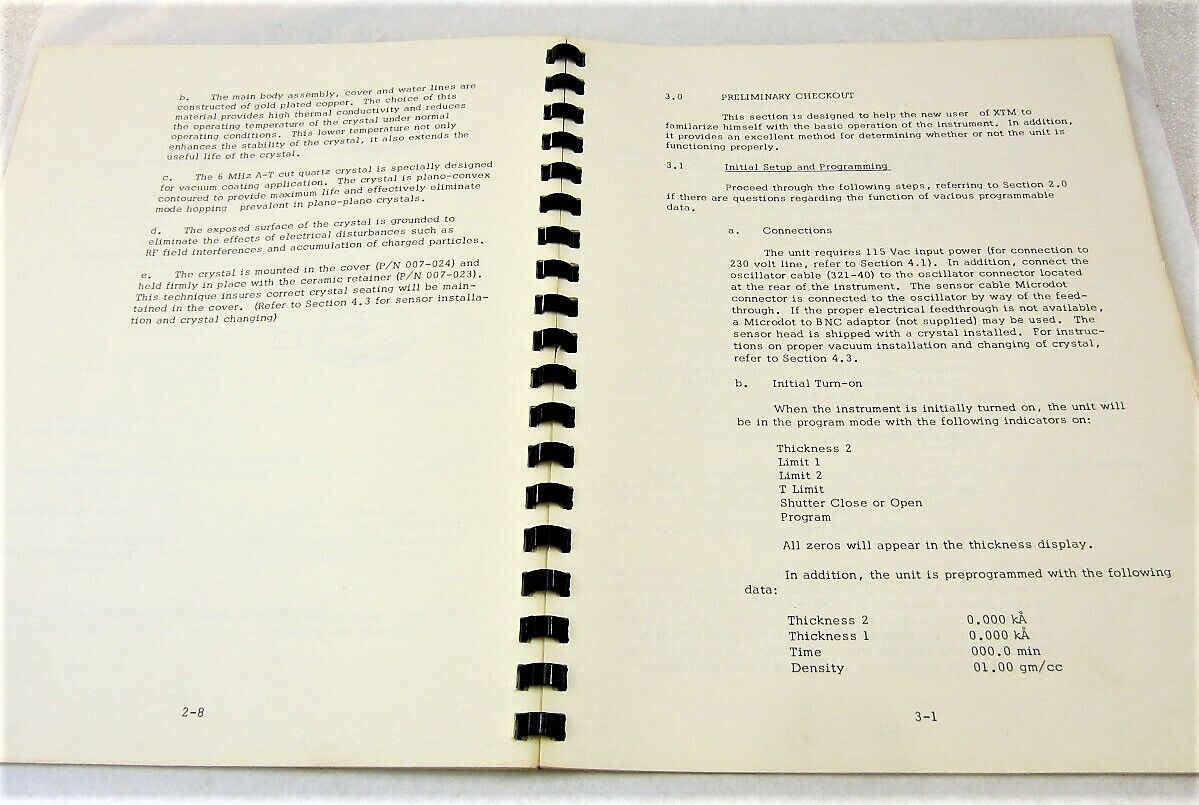 b. The main body assembly, cover and water lines are
constructed of gold plated copper. The choice of this
material provides high thermal conductivity and reduces
the operating temperature of the crystal under normal
operating conditions. This lower temperature not only
enhances the stability of the crystal, it also extends the
useful life of the crystal.
c. The 6 MHz A-T cut quartz crystal is specially designed
for vacuum coating application. The crystal is plano-convex
contoured to provide maximum life and effectively eliminate
mode hopping prevalent in plano-plano crystals.
d. The exposed surface of the crystal is grounded to
eliminate the effects of electrical disturbances such as
RF field interferences and accumulation of charged particles.
e. The crystal is mounted in the cover (P/N 007-024) and
held firmly in place with the ceramic retainer (P/N 007-023).
This technique insures correct crystal seating will be main-
tained in the cover. (Refer to Section 4.3 for sensor installa-
tion and crystal changing)
2-8
3.0 PRELIMINARY CHECKOUT
This section is designed to help the new user of XTM to
familarize himself with the basic operation of the instrument. In addition,
it provides an excellent method for determining whether or not the unit is
functioning properly.
3.1 Initial Setup and Programming
Proceed through the following steps, referring to Section 2.0
if there are questions regarding the function of various programmable
data.
a. Connections
The unit requires 115 Vac input power (for connection to
230 volt line, refer to Section 4.1). In addition, connect the
oscillator cable (321-40) to the oscillator connector located
at the rear of the instrument. The sensor cable Microdot
connector is connected to the oscillator by way of the feed-
through. If the proper electrical feedthrough is not available,
a Microdot to BNC adaptor (not supplied) may be used. The
sensor head is shipped with a crystal installed. For instruc-
tions on proper vacuum installation and changing of crystal,
refer to Section 4.3.
b. Initial Turn-on
When the instrument is initially turned on, the unit will
be in the program mode with the following indicators on:
Thickness 2
Limit 1
Limit 2
T Limit
Shutter Close or Open
Program
All zeros will appear in the thickness display.
In addition, the unit is preprogrammed with the following
data:
Thickness 2 0.000 kÅ
Thickness 1 0.000 kÅ
Time 000.0 min
Density 01.00 gm/cc
3-1